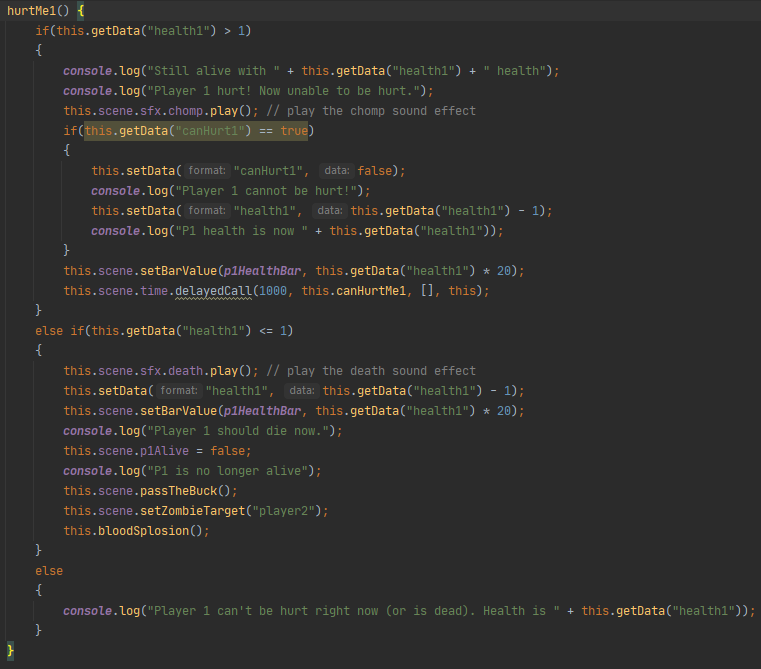 hurtMe1() {
if(this.getData("health1") > 1)
{
console.log("Still alive with " + this.getData("health1") + " health");
console.log("Player 1 hurt! Now unable to be hurt.");
this.scene.sfx.chomp.play(); // play the chomp sound effect
if(this.getData("canHurt1") == true)
{
this.setData( format: "canHurt1", data: false);
console.log("Player 1 cannot be hurt!");
this.setData( format: "health1", data: this.getData("health1") - 1);
console.log("P1 health is now " + this.getData("health1"));
}
this.scene.setBarValue(p1HealthBar, this.getData("health1") * 20);
this.scene.time.delayedCall(1000, this.canHurtMe1, [], this);
}
else if(this.getData("health1") <= 1)
{
this.scene.sfx.death.play(); // play the death sound effect
this.setData( format: "health1", data: this.getData("health1") - 1);
this.scene.setBarValue(p1HealthBar, this.getData("health1") * 20);
console.log("Player 1 should die now.");
this.scene.p1Alive = false;
console.log("P1 is no longer alive");
this.scene.passTheBuck();
this.scene.setZombieTarget("player2");
this.bloodSplosion();
}
else
{
console.log("Player 1 can't be hurt right now (or is dead). Health is " + this.getData("health1"));
}
}